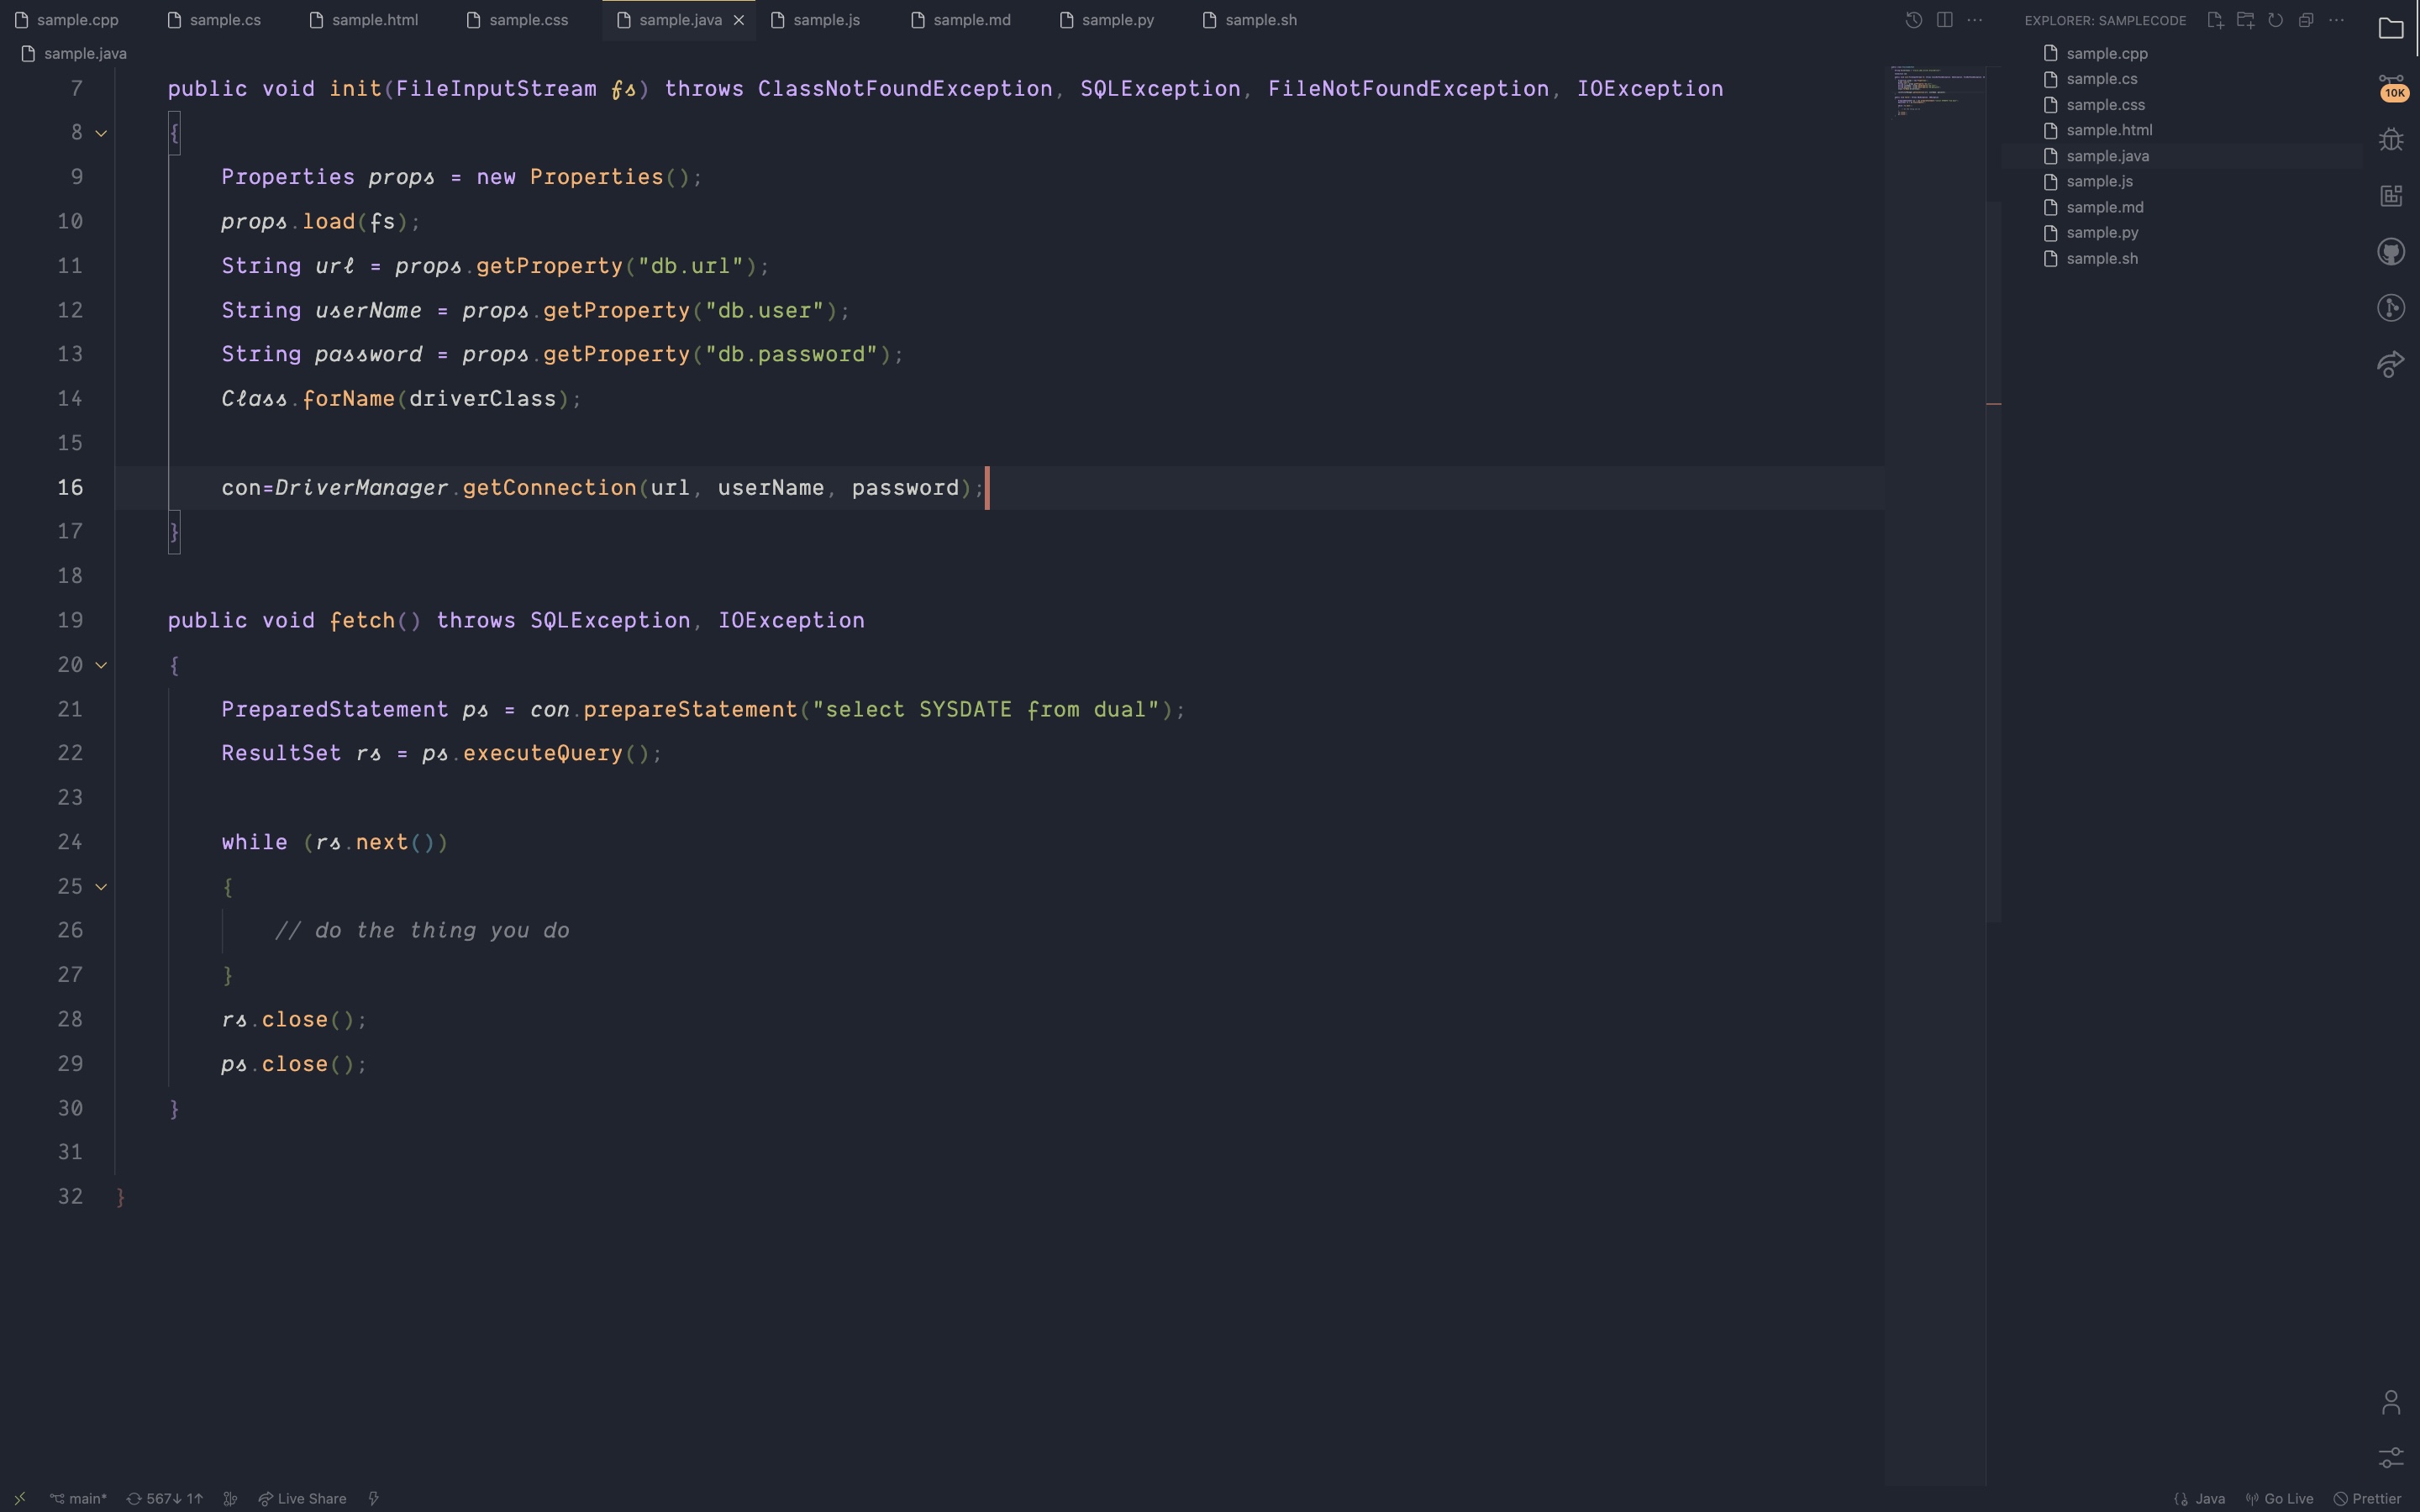 sample.cpp sample.cs sample.html sample.css sample.java sample.js sample.md sample.py sample.sh
sample.java
7 public void init(FileInputStream fs) throws ClassNotFoundException, SQLException, FileNotFoundException, IOException
8 {
9 Properties props = new Properties();
10 props.load(fs);
11 String url = props.getProperty("db.url");
12 String userName = props.getProperty("db.user");
13 String password = props.getProperty("db.password");
14 Class.forName(driverClass);
15
16 con=DriverManager.getConnection(url, userName, password);
17 }
18
19 public void fetch() throws SQLException, IOException
20 {
21 PreparedStatement ps = con.prepareStatement("select SYSDATE from dual");
22 ResultSet rs = ps.executeQuery();
23
24 while (rs.next())
25 {
26 // do the thing you do
27 }
28 rs.close();
29 ps.close();
30 }
31
32 }
EXPLORER: SAMPLECODE
sample.cpp
sample.cs
sample.css
sample.html
sample.java
sample.js
sample.md
sample.py
sample.sh
10K
main* 567↓ 1↑ Live Share
Java Go Live Prettier